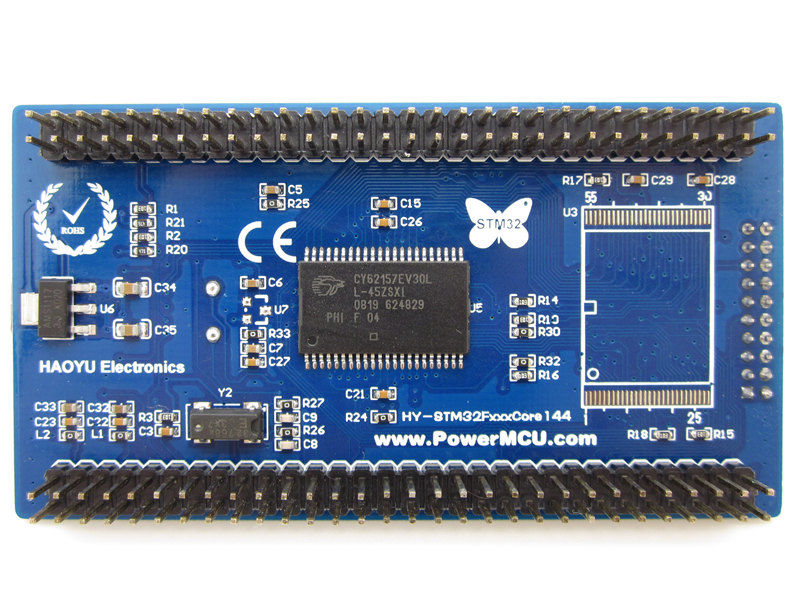 R17
C29
C28
55
30
U3
C5
R25
C15
C26
STM32
R1
R21
R2
R20
ROHS
CE
C34
C35
U6
C6
U7
R33
C7
C27
CY62157EV30L
L-45ZSXI
0819 624829
PHI F 04
U5
R14
R10
R30
R32
R16
HAOYU Electronics
Y2
C33
C23
L2
C32
C22
L1
R3
C3
R27
C9
R26
C8
C21
R24
HY-STM32FxxxCore144
www.PowerMCU.com
25
R18
R15